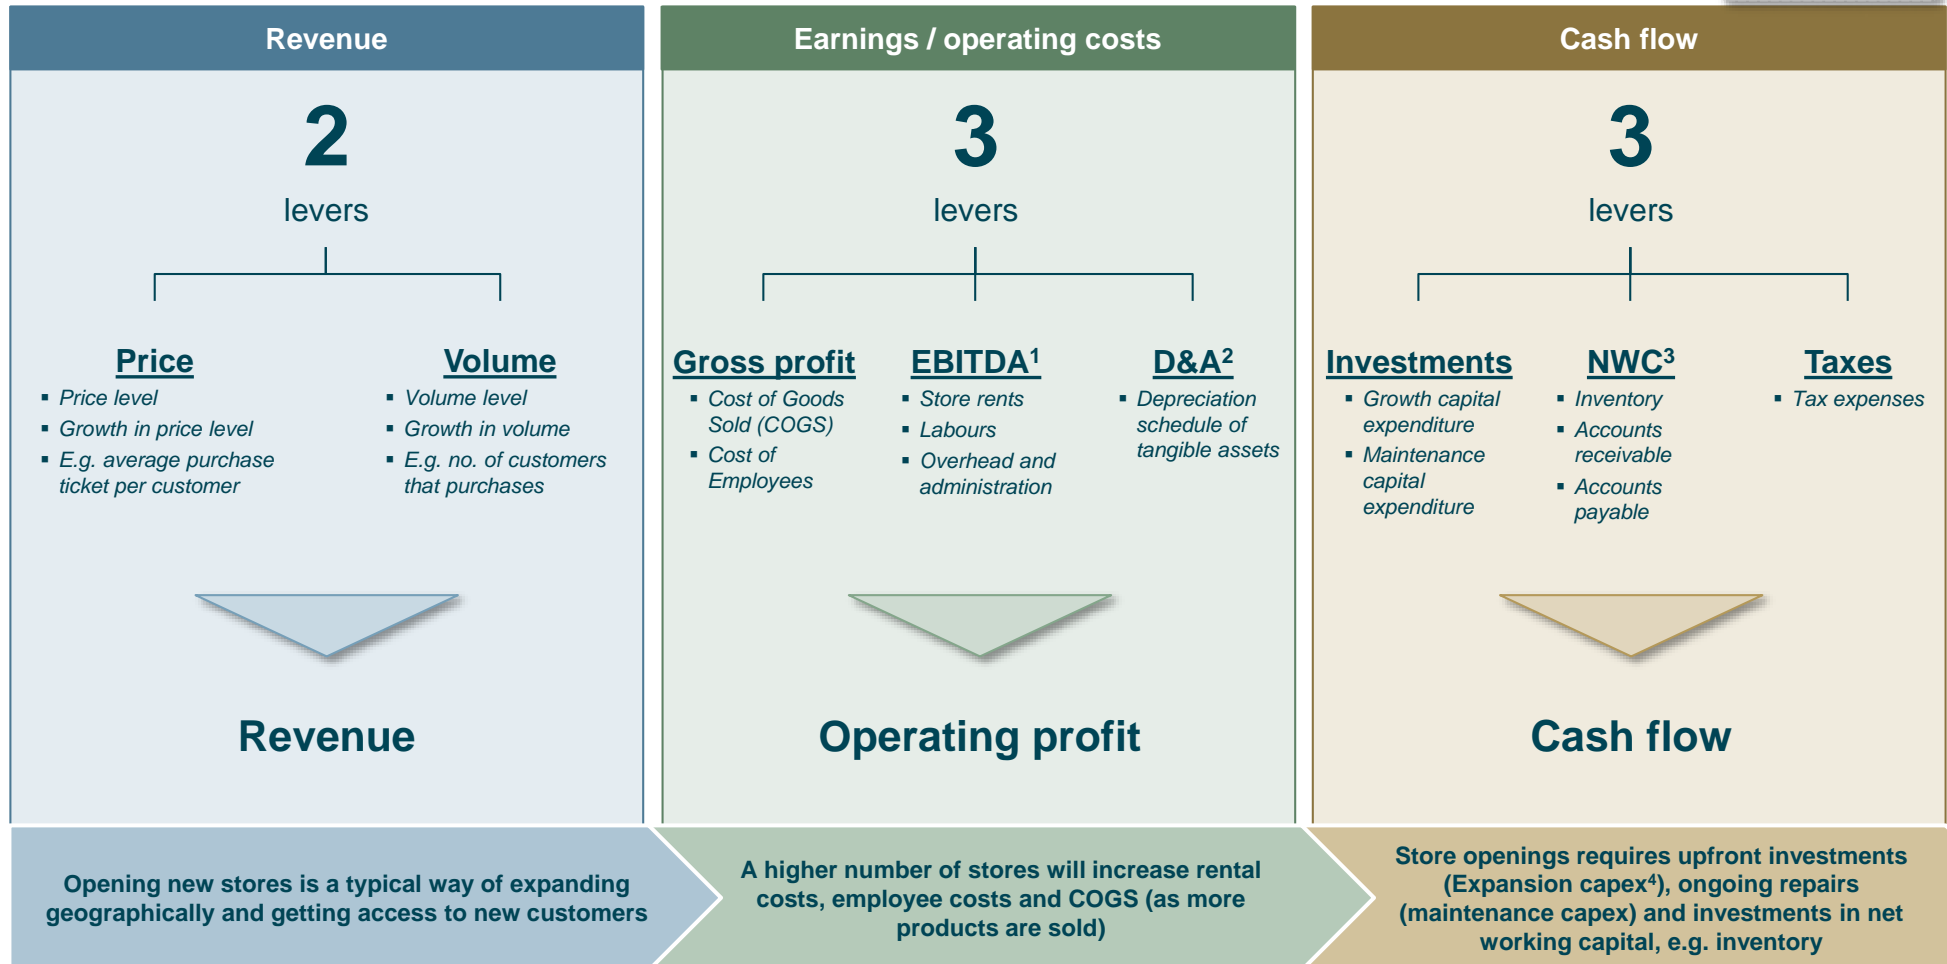 Revenue
2
levers
Price
▪ Price level
▪ Growth in price level
▪ E.g. average purchase
ticket per customer
Volume
▪ Volume level
▪ Growth in volume
▪ E.g. no. of customers
that purchases
Revenue
Opening new stores is a typical way of expanding
geographically and getting access to new customers
Earnings / operating costs
3
levers
Gross profit
▪ Cost of Goods
Sold (COGS)
▪ Cost of
Employees
EBITDA¹
▪ Store rents
▪ Labours
▪ Overhead and
administration
D&A²
▪ Depreciation
schedule of
tangible assets
Operating profit
A higher number of stores will increase rental
costs, employee costs and COGS (as more
products are sold)
Cash flow
3
levers
Investments
▪ Growth capital
expenditure
▪ Maintenance
capital
expenditure
NWC³
▪ Inventory
▪ Accounts
receivable
▪ Accounts
payable
Taxes
▪ Tax expenses
Cash flow
Store openings requires upfront investments
(Expansion capex⁴), ongoing repairs
(maintenance capex) and investments in net
working capital, e.g. inventory